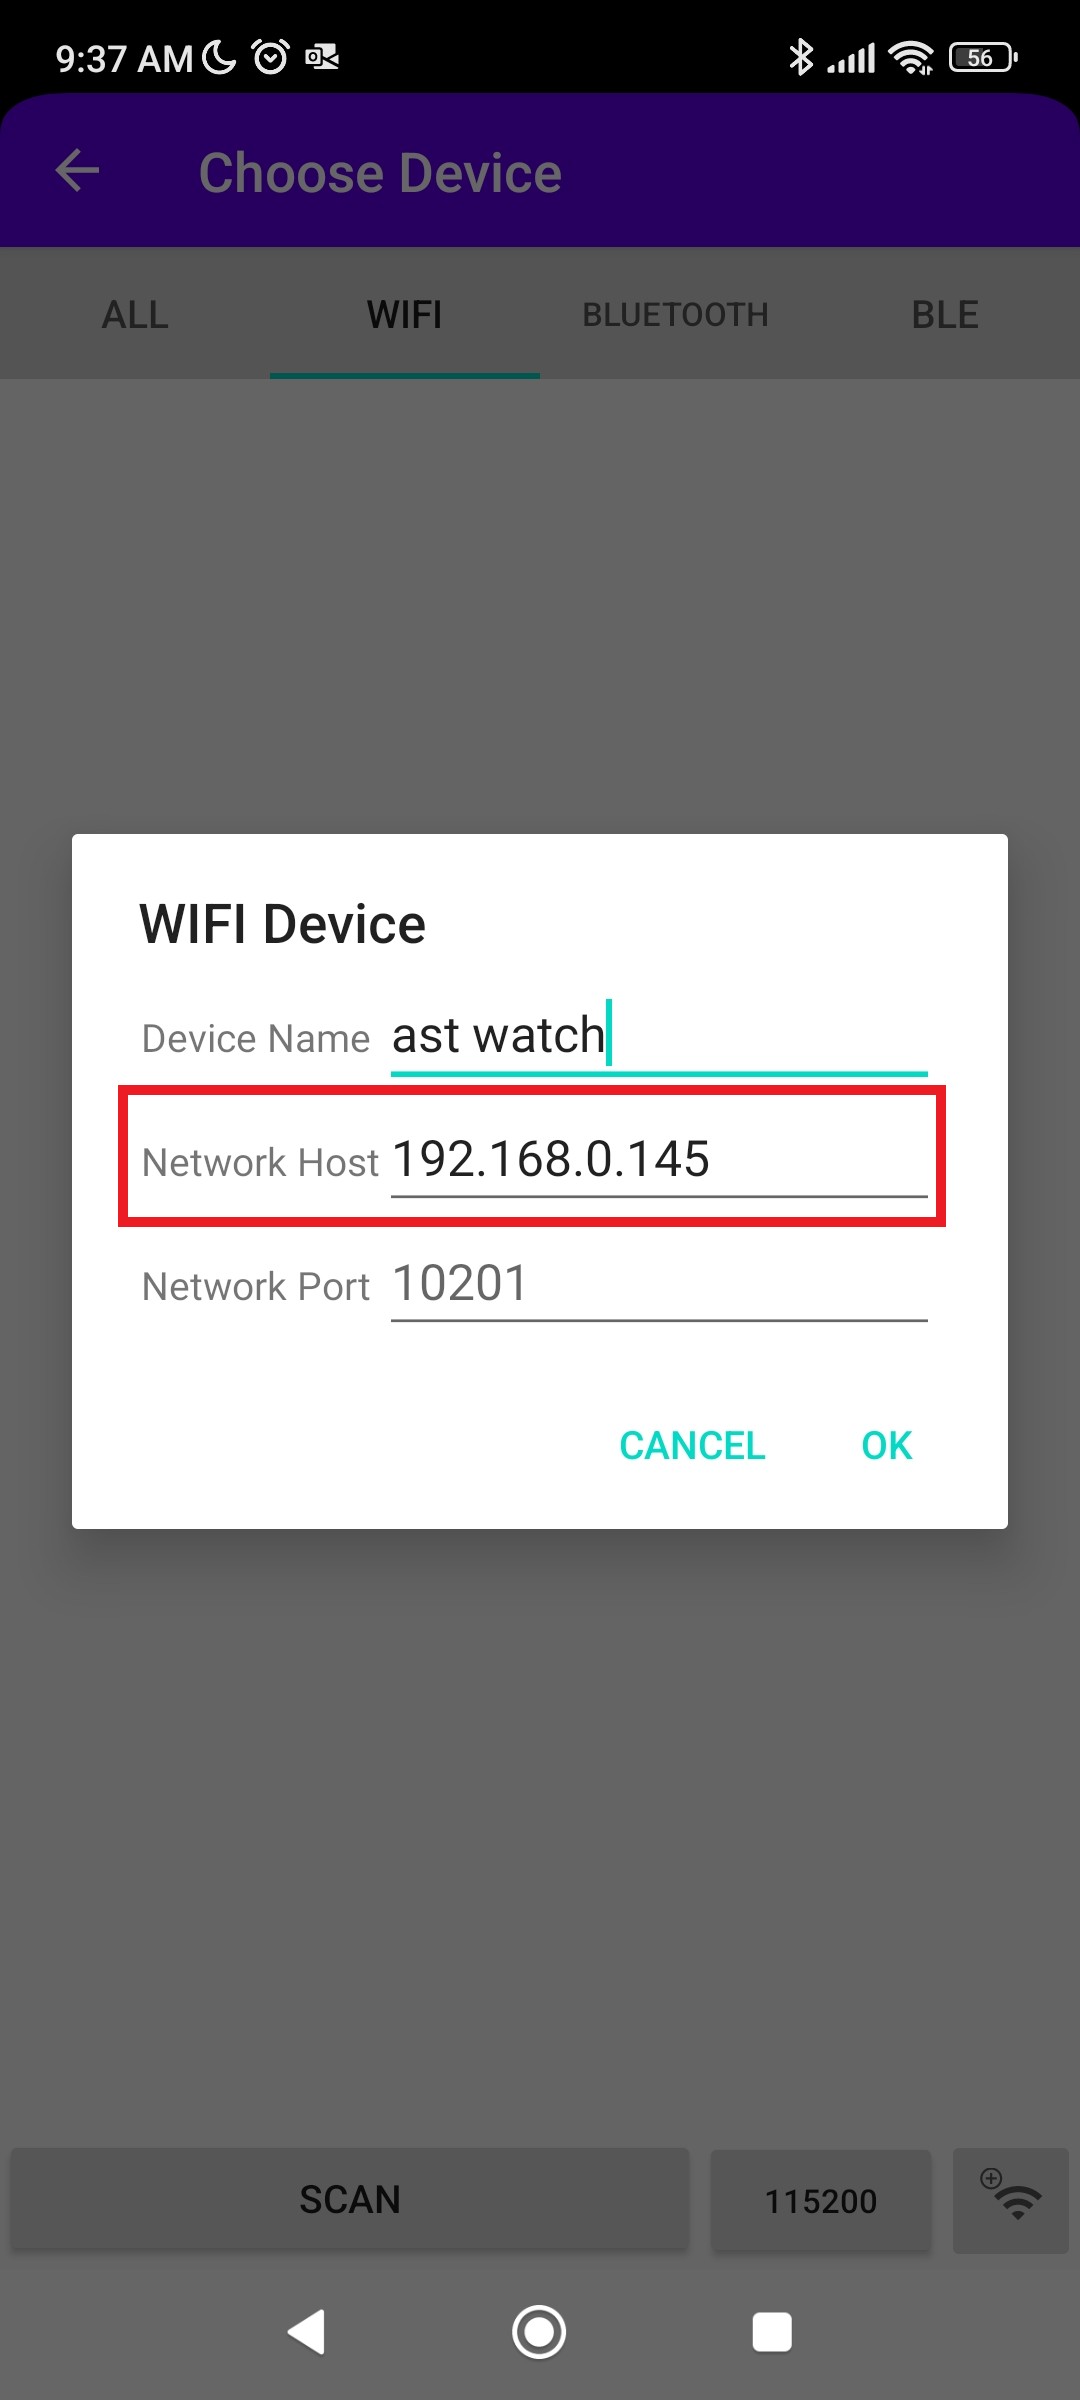 9:37 AM 56
Choose Device
ALL WIFI BLUETOOTH BLE
WIFI Device
Device Name ast watch
Network Host 192.168.0.145
Network Port 10201
CANCEL OK
SCAN 115200